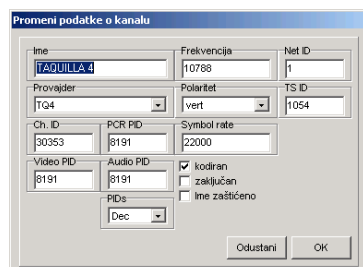 Promeni podatke o kanalu
Ime Frekvencija Net ID
TAQUILLA 4 10788 1
Provajder Polaritet TS ID
TQ4 vert 1054
Ch. ID PCR PID Symbol rate
30353 8191 22000
Video PID Audio PID kodiran
8191 8191 zaključan
Ime zaštićeno
PIDs
Dec
Odustani OK